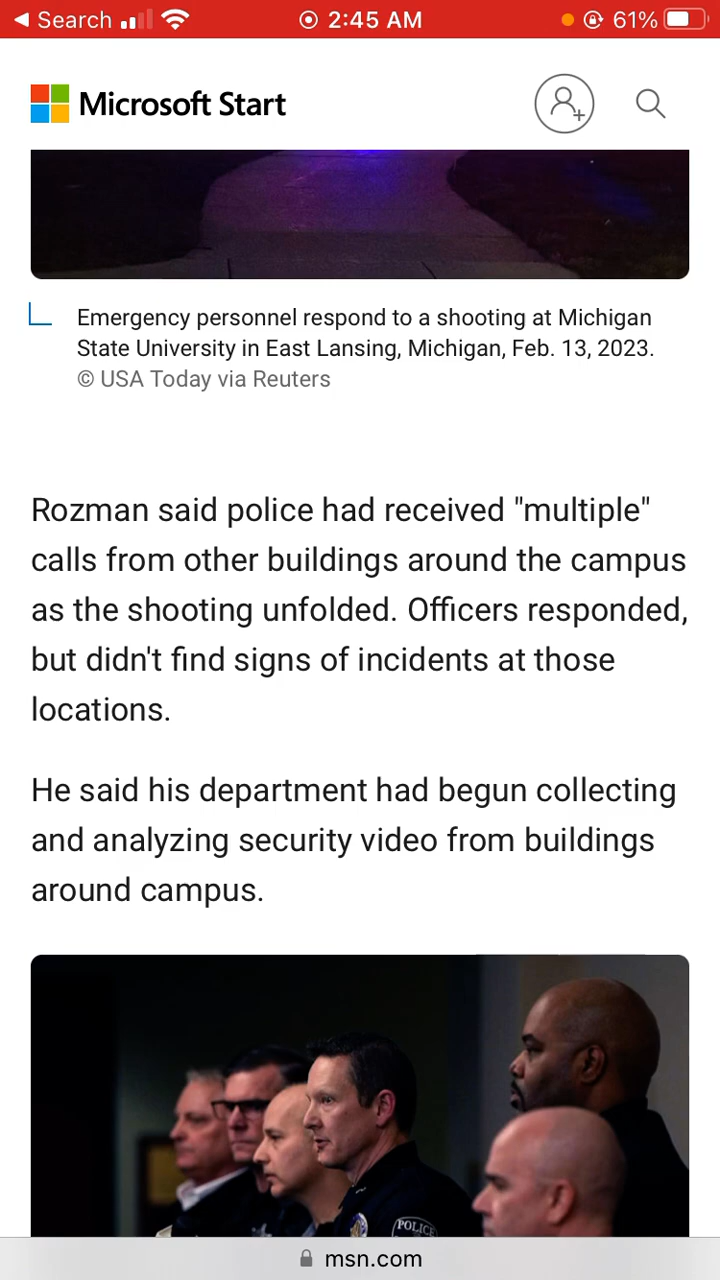 Search 2:45 AM 61%
Microsoft Start
Emergency personnel respond to a shooting at Michigan
State University in East Lansing, Michigan, Feb. 13, 2023.
© USA Today via Reuters
Rozman said police had received "multiple"
calls from other buildings around the campus
as the shooting unfolded. Officers responded,
but didn't find signs of incidents at those
locations.
He said his department had begun collecting
and analyzing security video from buildings
around campus.
POLICE
msn.com